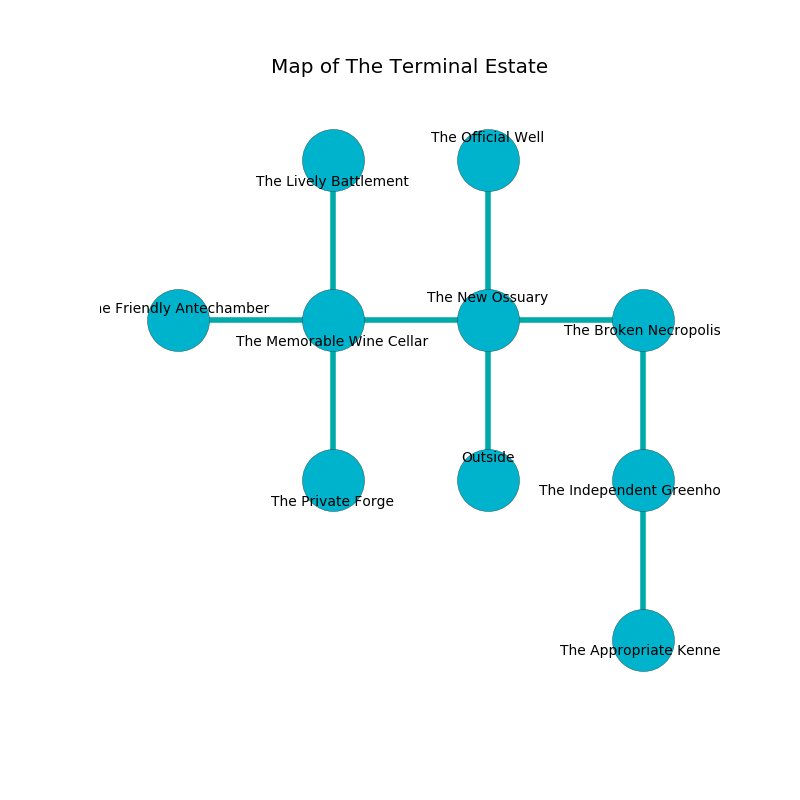 Map of The Terminal Estate
The Official Well
The Lively Battlement
The New Ossuary
e Friendly Antechamber
The Broken Necropolis
The Memorable Wine Cellar
Outside
The Independent Greenho
The Private Forge
The Appropriate Kenne